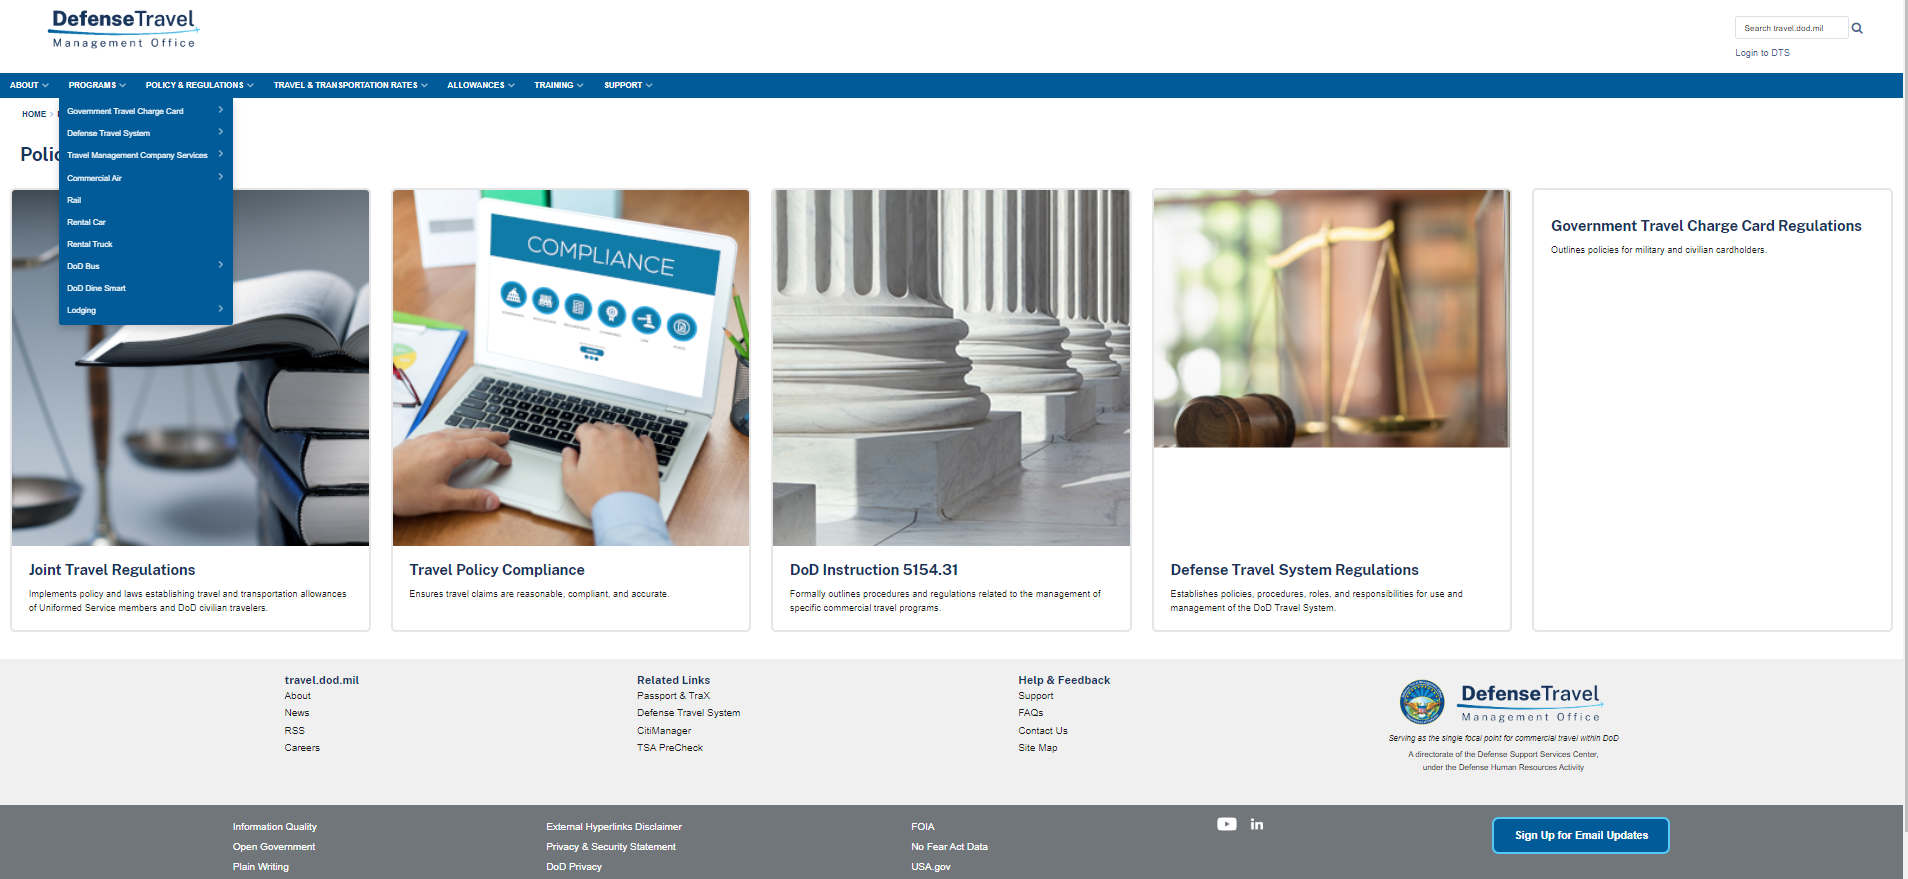 DefenseTravel
Management Office
Search travel.dod.mil
Login to DTS
ABOUT PROGRAMS POLICY & REGULATIONS TRAVEL & TRANSPORTATION RATES ALLOWANCES TRAINING SUPPORT
HOME
Government Travel Charge Card
Defense Travel System
Travel Management Company Services
Commercial Air
Rail
Rental Car
Rental Truck
DoD Bus
DoD Dine Smart
Lodging
COMPLIANCE
Joint Travel Regulations
Implements policy and laws establishing travel and transportation allowances
of Uniformed Service members and DoD civilian travelers.
Travel Policy Compliance
Ensures travel claims are reasonable, compliant, and accurate.
DoD Instruction 5154.31
Formally outlines procedures and regulations related to the management of
specific commercial travel programs.
Defense Travel System Regulations
Establishes policies, procedures, roles, and responsibilities for use and
management of the DoD Travel System.
Government Travel Charge Card Regulations
Outlines policies for military and civilian cardholders.
travel.dod.mil
About
News
RSS
Careers
Related Links
Passport & TraX
Defense Travel System
CitiManager
TSA PreCheck
Help & Feedback
Support
FAQs
Contact Us
Site Map
DefenseTravel
Management Office
Serving as the single focal point for commercial travel within DoD
A directorate of the Defense Support Services Center,
under the Defense Human Resources Activity
Information Quality
Open Government
Plain Writing
External Hyperlinks Disclaimer
Privacy & Security Statement
DoD Privacy
FOIA
No Fear Act Data
USA.gov
in
Sign Up for Email Updates